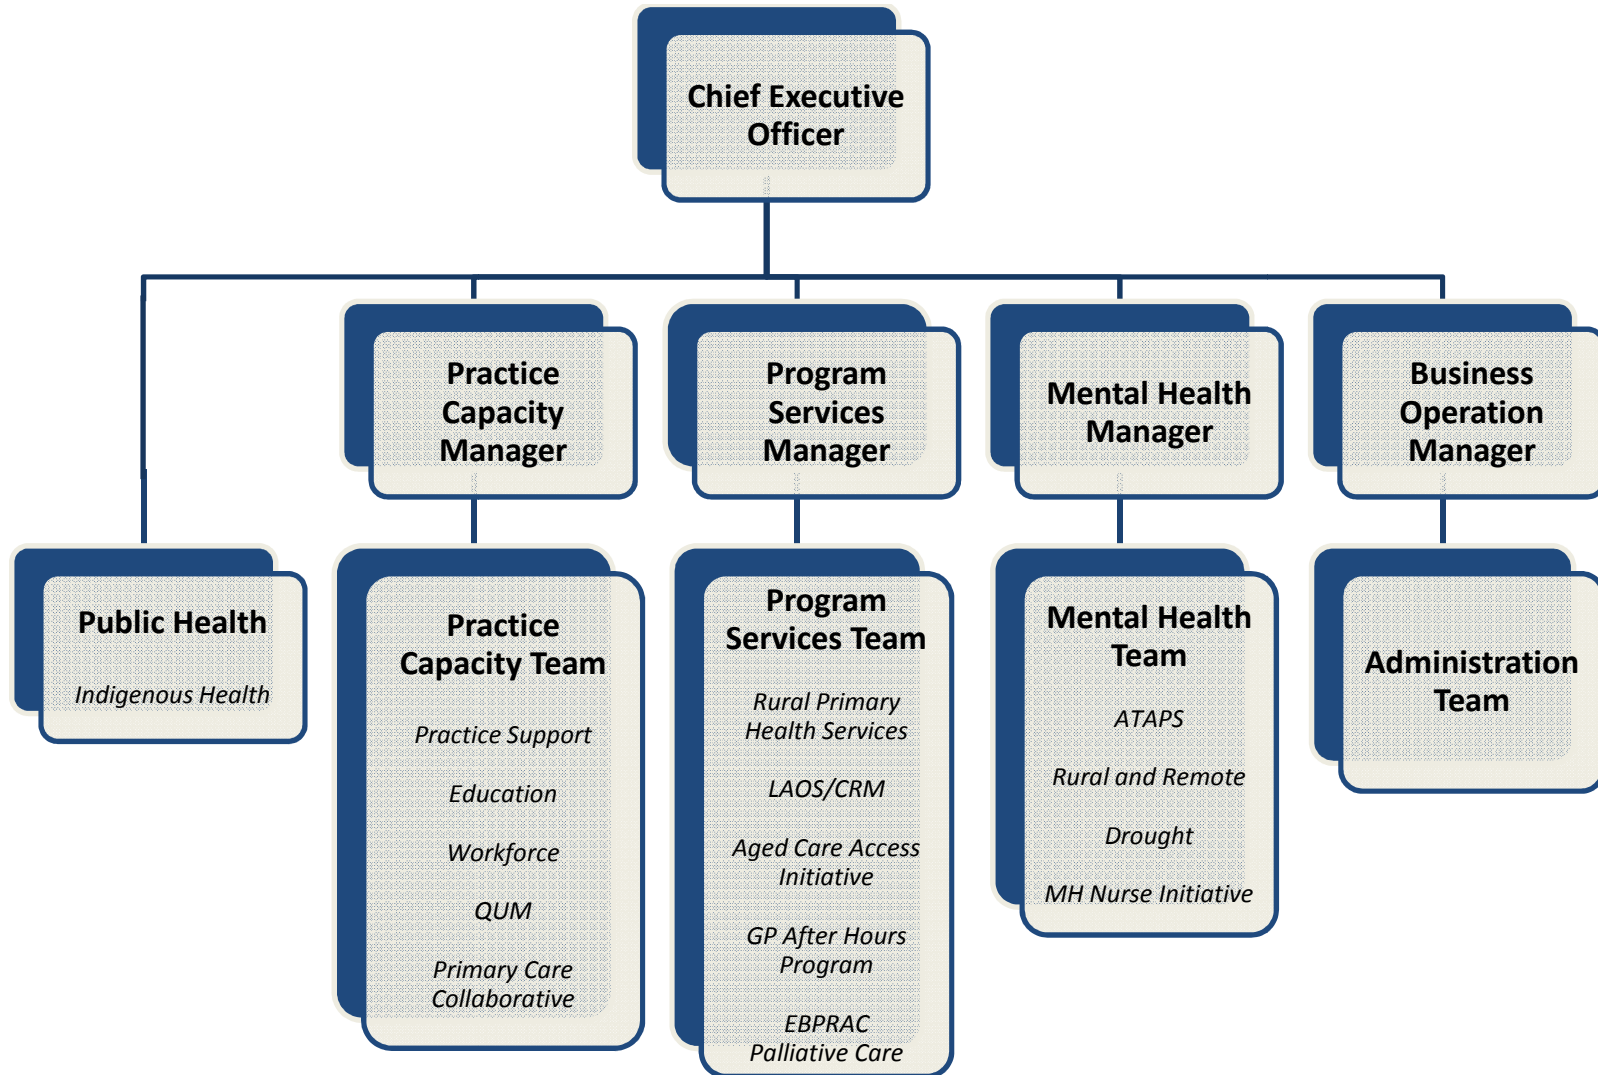 Chief Executive
Officer
Practice
Capacity
Manager
Program
Services
Manager
Mental Health
Manager
Business
Operation
Manager
Public Health
Indigenous Health
Practice
Capacity Team
Practice Support
Education
Workforce
QUM
Primary Care
Collaborative
Program
Services Team
Rural Primary
Health Services
LAOS/CRM
Aged Care Access
Initiative
GP After Hours
Program
EBPRAC
Palliative Care
Mental Health
Team
ATAPS
Rural and Remote
Drought
MH Nurse Initiative
Administration
Team